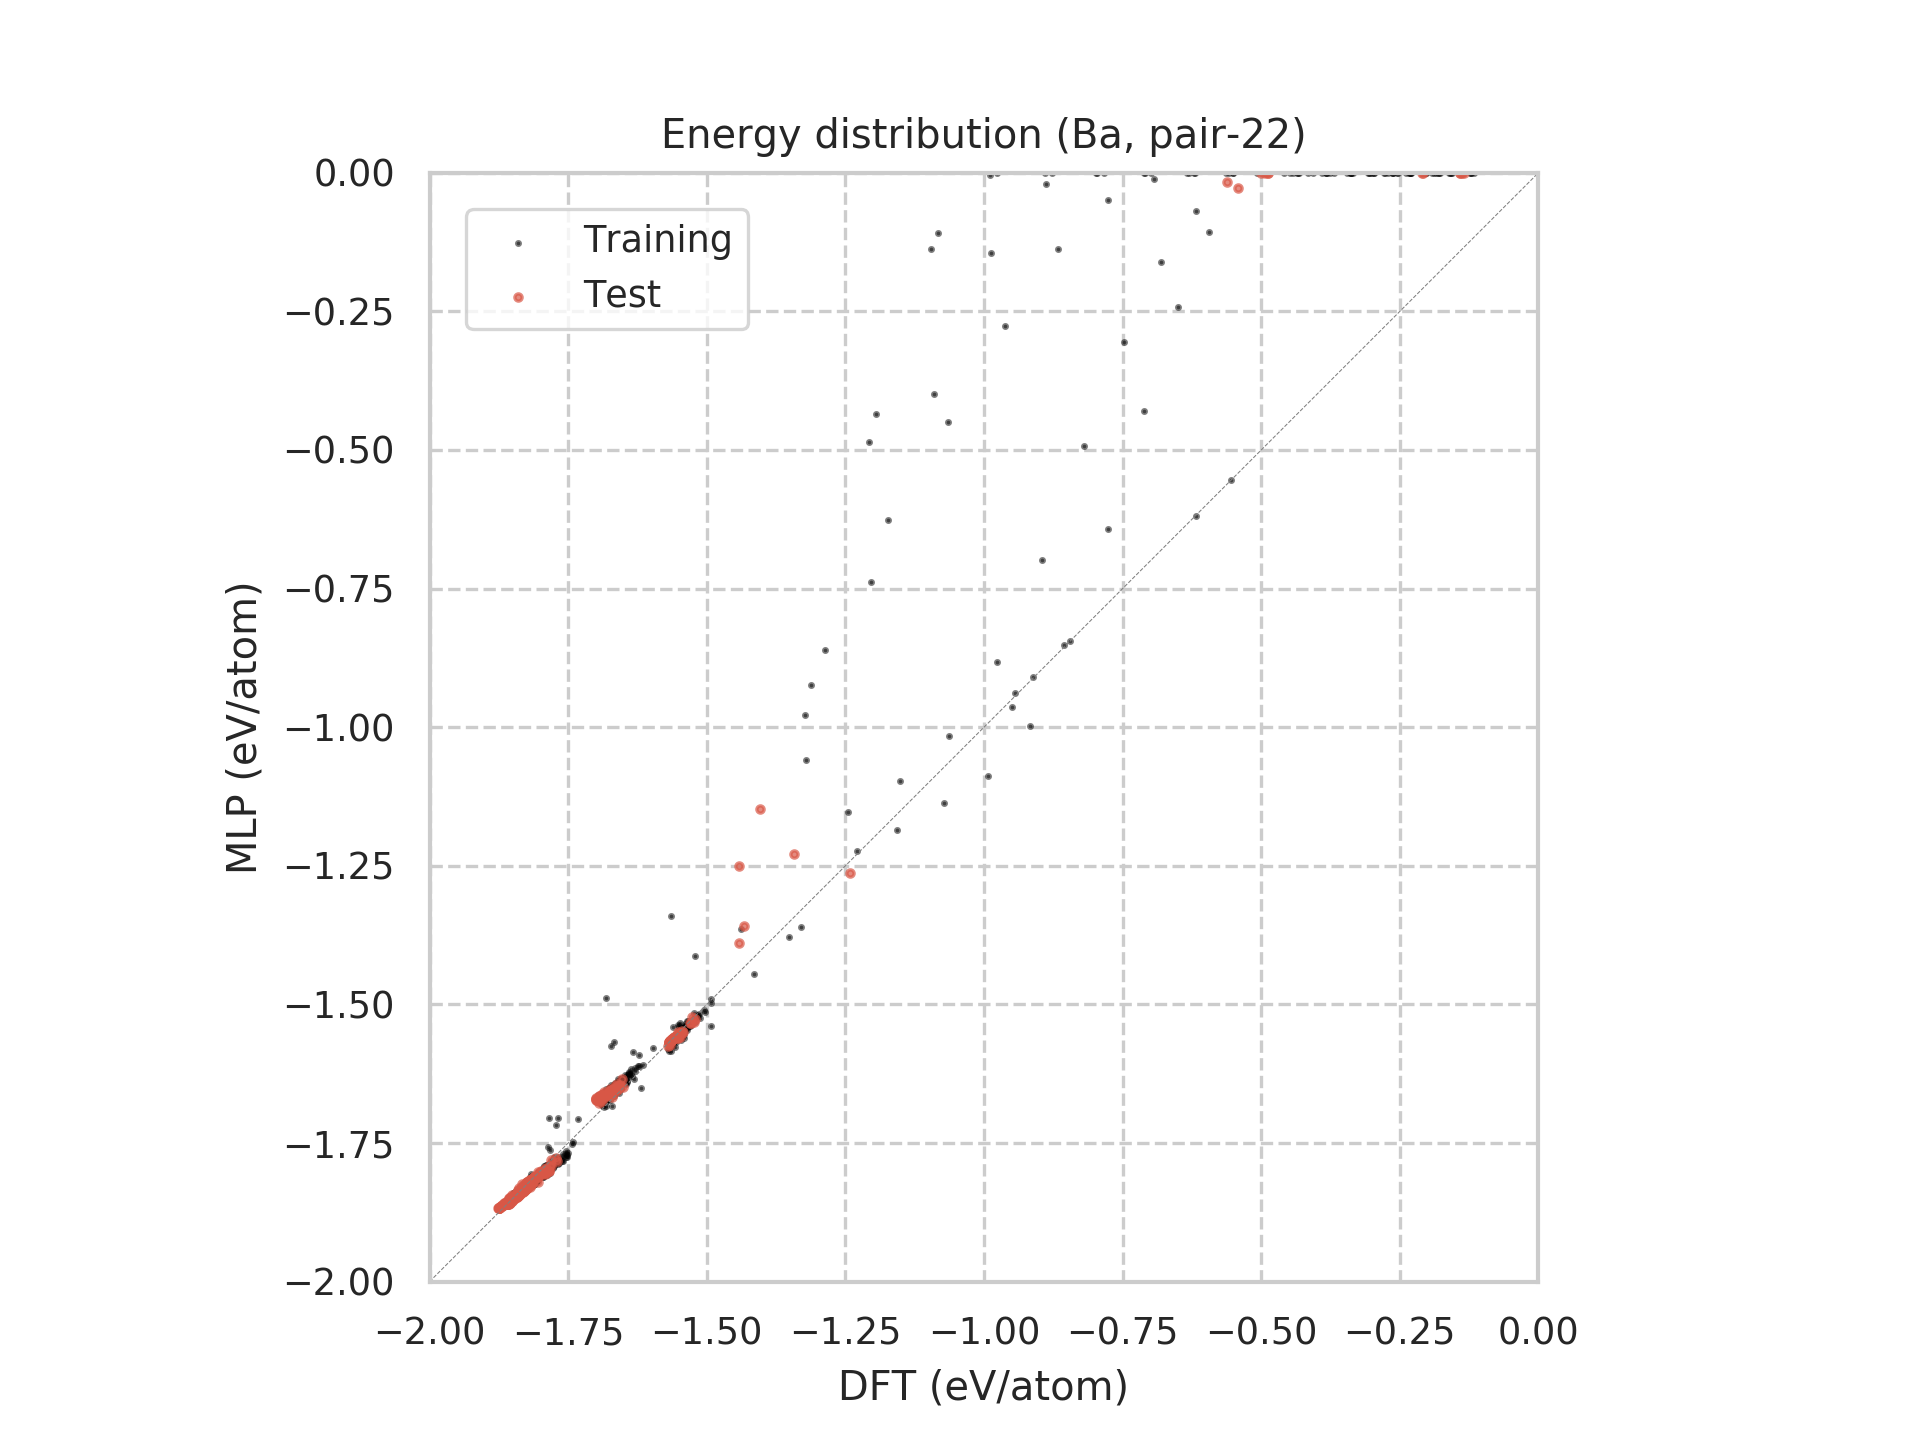 Energy distribution (Ba, pair-22)
0.00
−0.25
−0.50
−0.75
−1.00
−1.25
−1.50
−1.75
−2.00
MLP (eV/atom)
Training
Test
−2.00 −1.75 −1.50 −1.25 −1.00 −0.75 −0.50 −0.25 0.00
DFT (eV/atom)